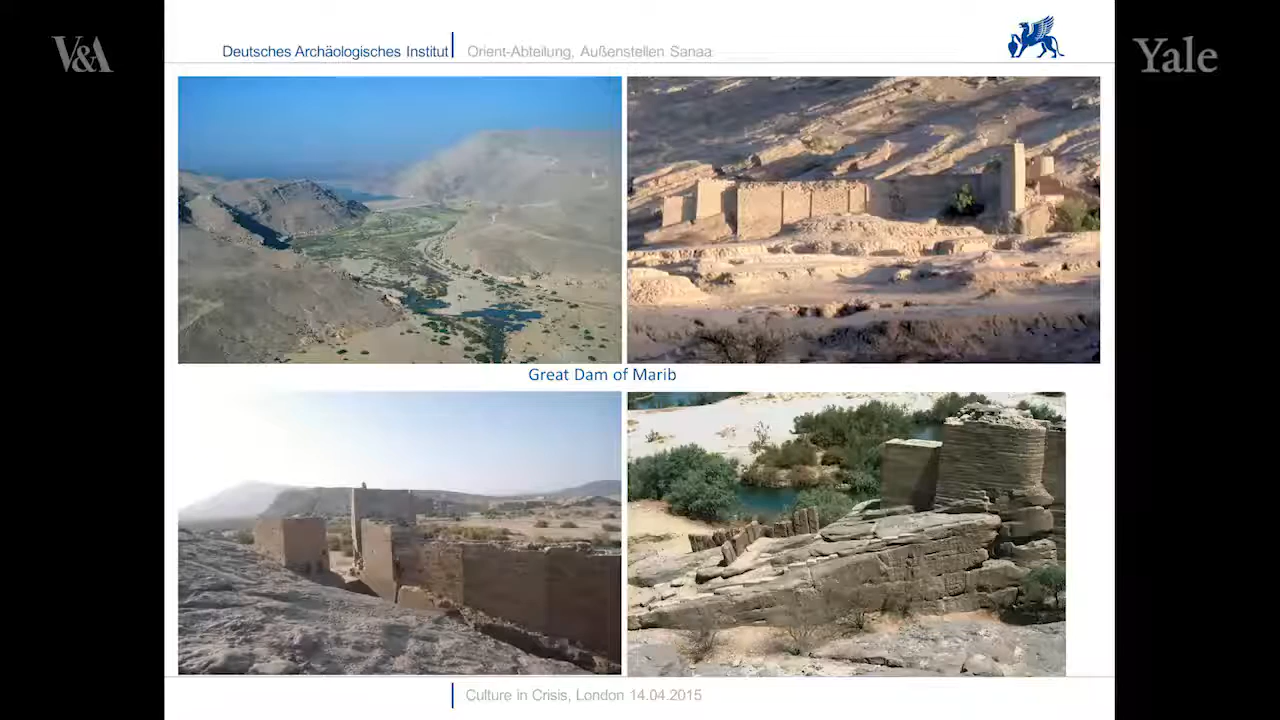 V&A
Deutsches Archäologisches Institut
Orient-Abteilung, Außenstellen Sanaa
Yale
Great Dam of Marib
Culture in Crisis, London 14.04.2015